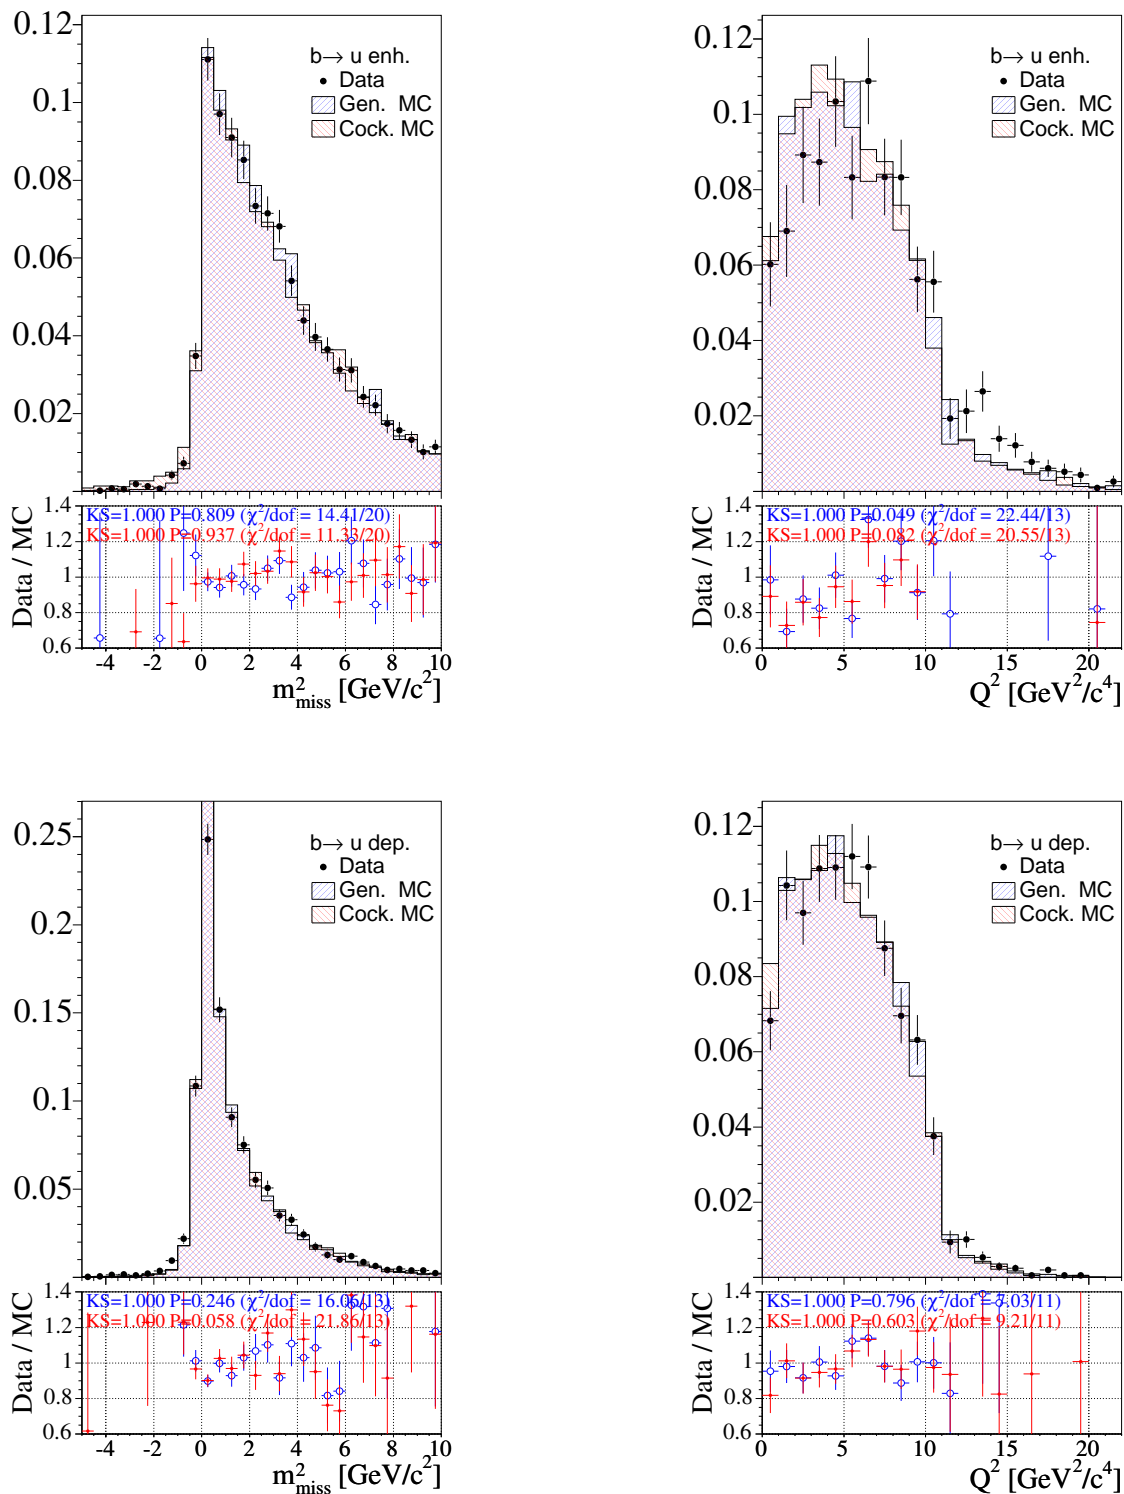 0.12
0.1
0.08
0.06
0.04
0.02
b→ u enh.
Data
Gen. MC
Cock. MC
Data / MC
1.4
1.2
1
0.8
0.6
KS=1.000 P=0.809 (χ²/dof = 14.41/20)
KS=1.000 P=0.937 (χ²/dof = 11.33/20)
-4 -2 0 2 4 6 8 10
m²miss [GeV/c²]
0.12
0.1
0.08
0.06
0.04
0.02
b→ u enh.
Data
Gen. MC
Cock. MC
Data / MC
1.4
1.2
1
0.8
0.6
KS=1.000 P=0.049 (χ²/dof = 22.44/13)
KS=1.000 P=0.082 (χ²/dof = 20.55/13)
0 5 10 15 20
Q² [GeV²/c⁴]
0.25
0.2
0.15
0.1
0.05
b→ u dep.
Data
Gen. MC
Cock. MC
Data / MC
1.4
1.2
1
0.8
0.6
KS=1.000 P=0.246 (χ²/dof = 16.06/13)
KS=1.000 P=0.058 (χ²/dof = 21.86/13)
-4 -2 0 2 4 6 8 10
m²miss [GeV/c²]
0.12
0.1
0.08
0.06
0.04
0.02
b→ u dep.
Data
Gen. MC
Cock. MC
Data / MC
1.4
1.2
1
0.8
0.6
KS=1.000 P=0.796 (χ²/dof = 7.03/11)
KS=1.000 P=0.603 (χ²/dof = 9.21/11)
0 5 10 15 20
Q² [GeV²/c⁴]